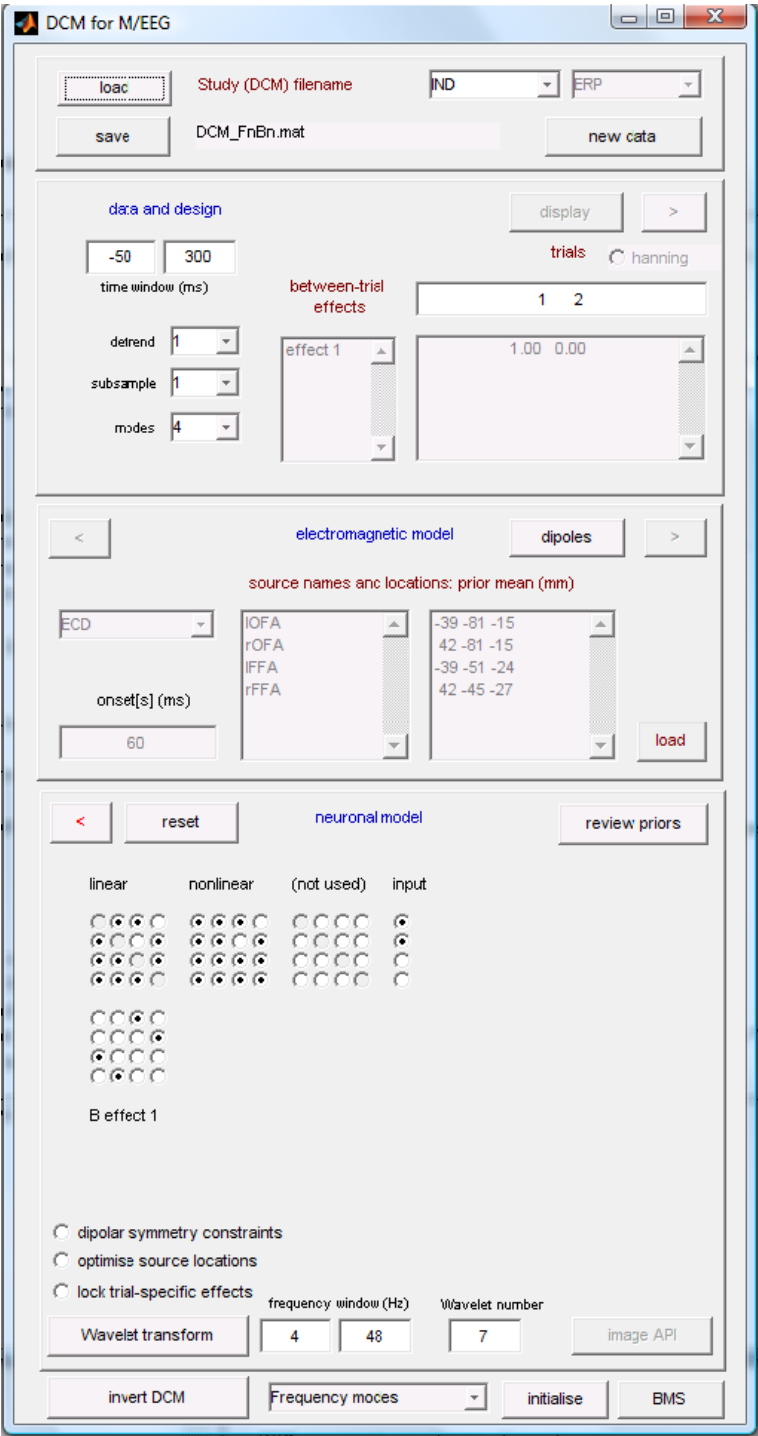 DCM for M/EEG
load Study (DCM) filename IND ERP
save DCM_FnBn.mat new cata
data and design display >
trials hanning
-50 300
time window (ms) between-trial effects 1 2
detrend 1 effect 1 1.00 0.00
subsample 1
modes 4
< electromagnetic model dipoles >
source names anc locations: prior mean (mm)
ECD lOFA -39 -81 -15
rOFA 42 -81 -15
lFFA -39 -51 -24
onset[s] (ms) rFFA 42 -45 -27
60 load
< reset neuronal model review priors
linear nonlinear (not used) input
B effect 1
dipolar symmetry constraints
optimise source locations
lock trial-specific effects
frequency window (Hz) Wavelet number
Wavelet transform 4 48 7 image API
invert DCM Frequency moces initialise BMS